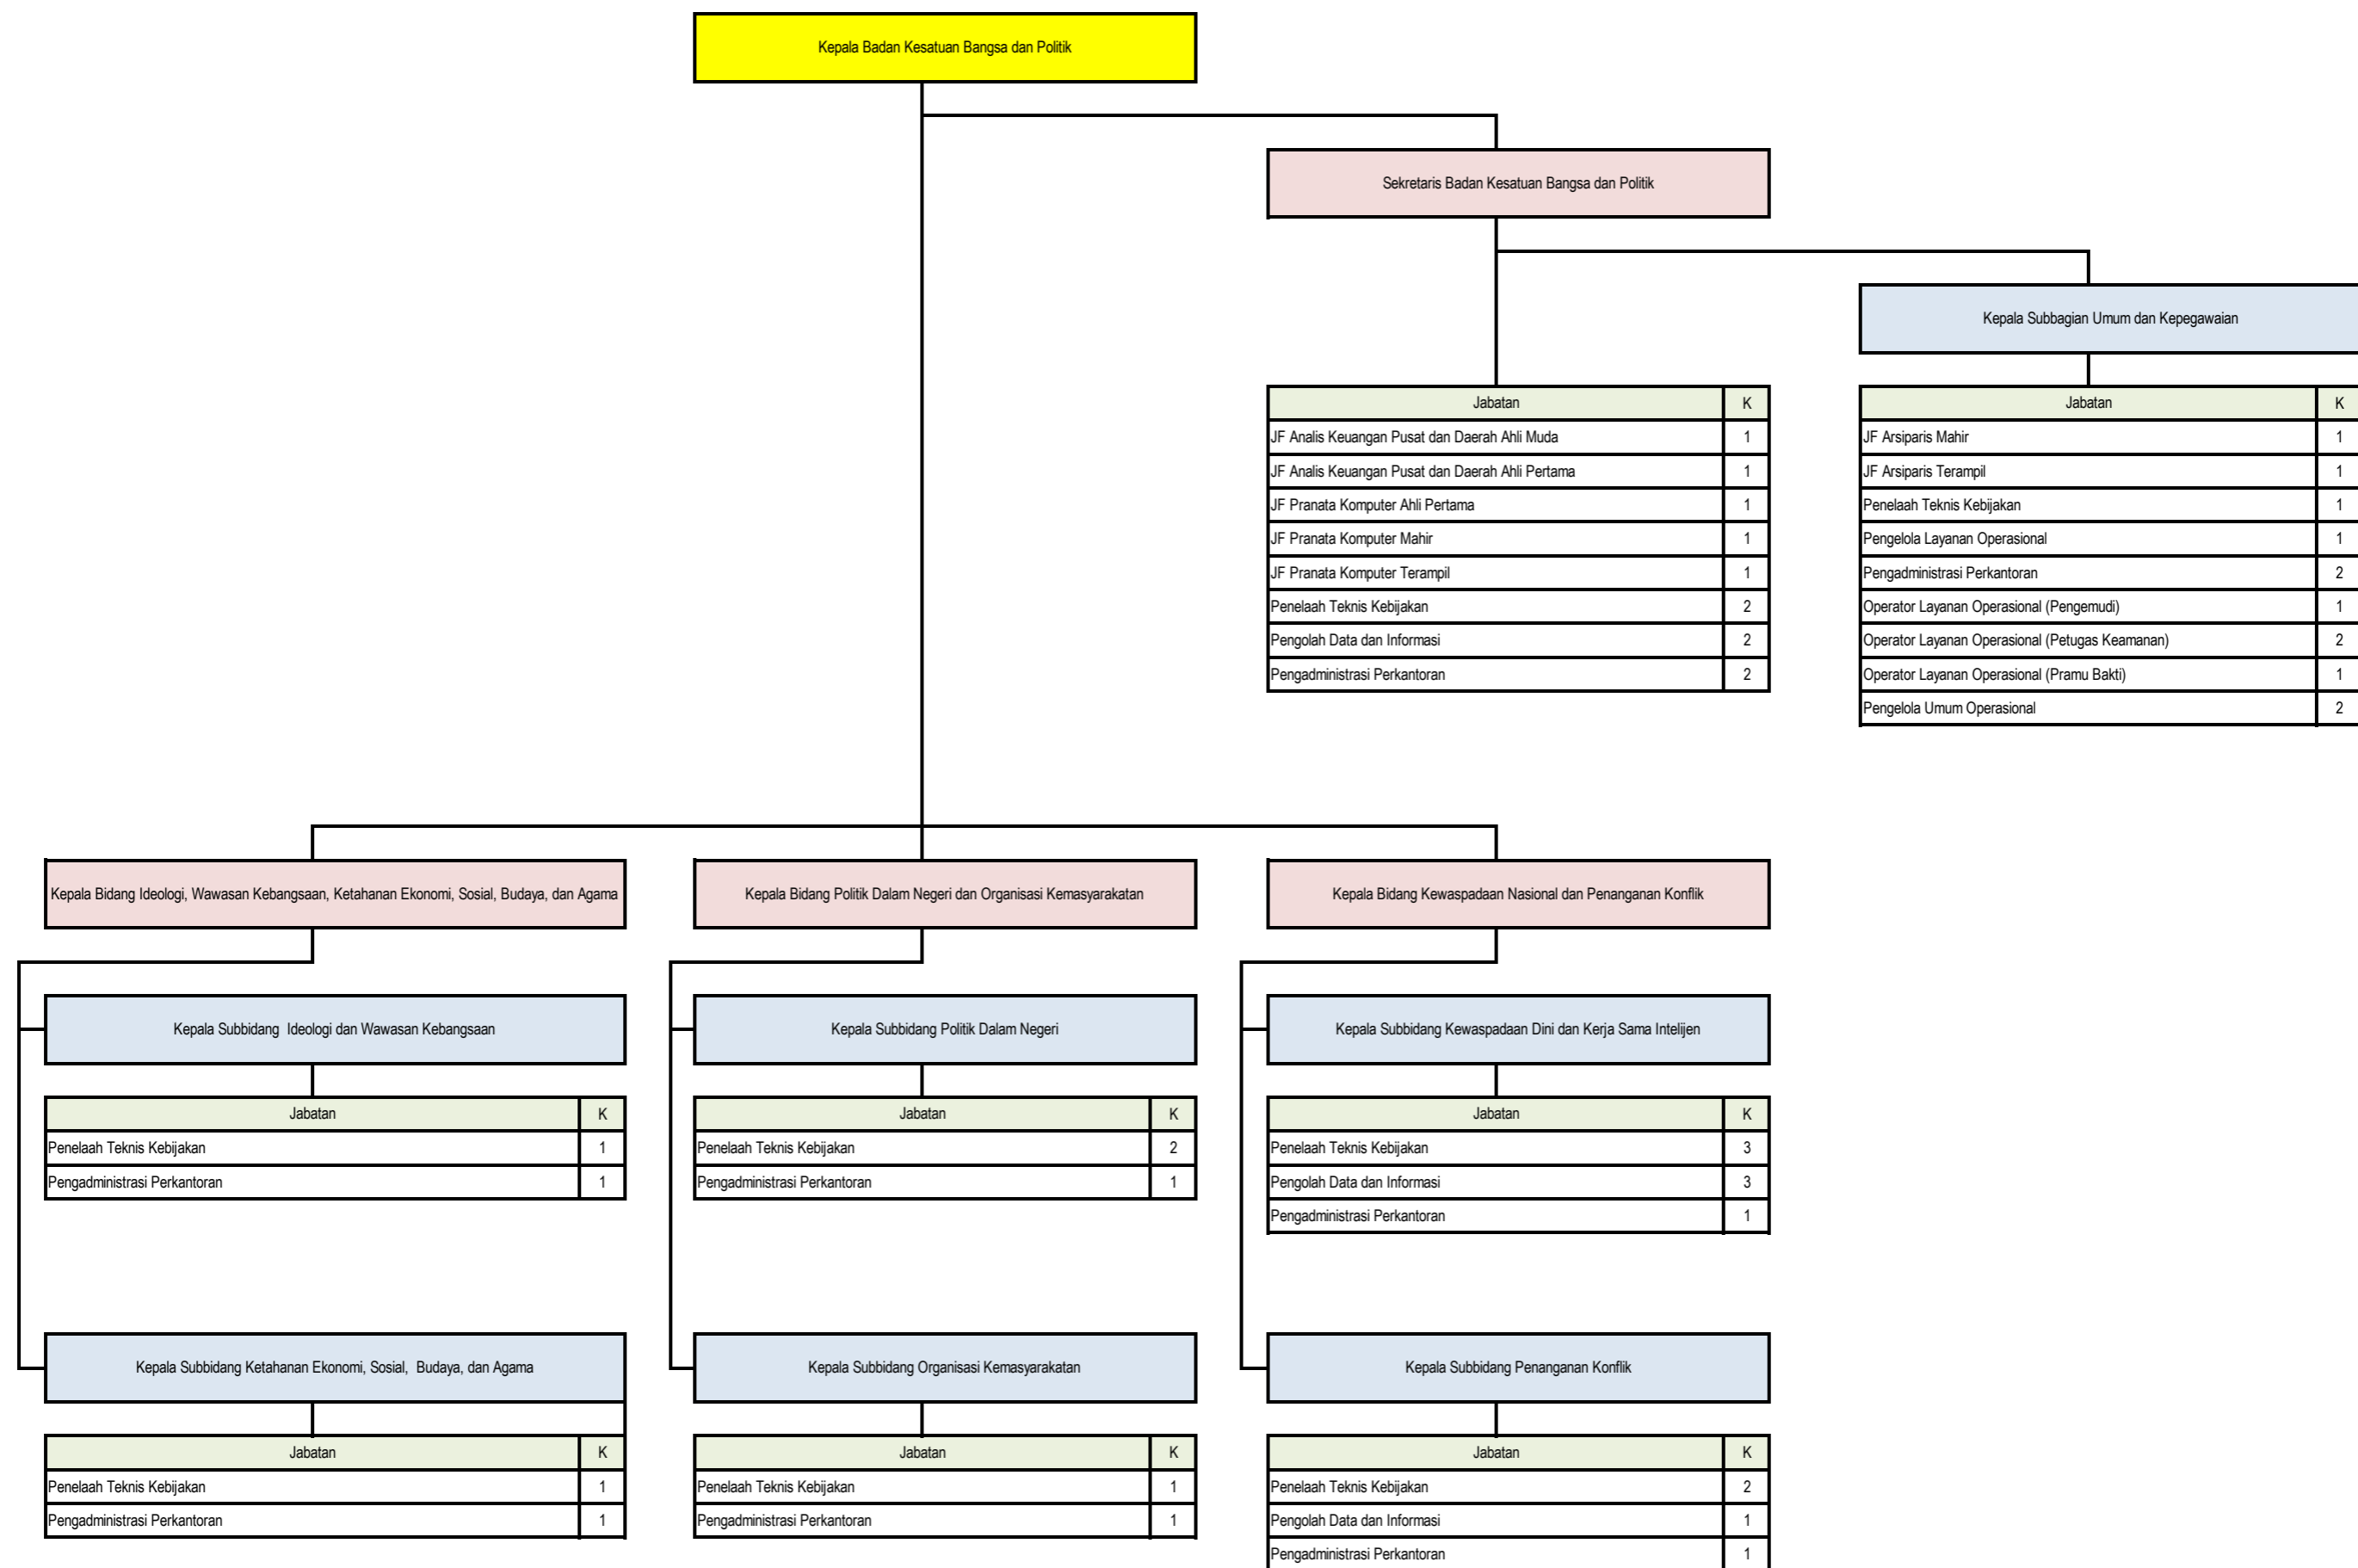 Kepala Badan Kesatuan Bangsa dan Politik
Sekretaris Badan Kesatuan Bangsa dan Politik
Kepala Subbagian Umum dan Kepegawaian
Jabatan K
JF Analis Keuangan Pusat dan Daerah Ahli Muda 1
JF Analis Keuangan Pusat dan Daerah Ahli Pertama 1
JF Pranata Komputer Ahli Pertama 1
JF Pranata Komputer Mahir 1
JF Pranata Komputer Terampil 1
Penelaah Teknis Kebijakan 2
Pengolah Data dan Informasi 2
Pengadministrasi Perkantoran 2
Jabatan K
JF Arsiparis Mahir 1
JF Arsiparis Terampil 1
Penelaah Teknis Kebijakan 1
Pengelola Layanan Operasional 1
Pengadministrasi Perkantoran 2
Operator Layanan Operasional (Pengemudi) 1
Operator Layanan Operasional (Petugas Keamanan) 2
Operator Layanan Operasional (Pramu Bakti) 1
Pengelola Umum Operasional 2
Kepala Bidang Ideologi, Wawasan Kebangsaan, Ketahanan Ekonomi, Sosial, Budaya, dan Agama
Kepala Subbidang Ideologi dan Wawasan Kebangsaan
Jabatan K
Penelaah Teknis Kebijakan 1
Pengadministrasi Perkantoran 1
Kepala Subbidang Ketahanan Ekonomi, Sosial, Budaya, dan Agama
Jabatan K
Penelaah Teknis Kebijakan 1
Pengadministrasi Perkantoran 1
Kepala Bidang Politik Dalam Negeri dan Organisasi Kemasyarakatan
Kepala Subbidang Politik Dalam Negeri
Jabatan K
Penelaah Teknis Kebijakan 2
Pengadministrasi Perkantoran 1
Kepala Subbidang Organisasi Kemasyarakatan
Jabatan K
Penelaah Teknis Kebijakan 1
Pengadministrasi Perkantoran 1
Kepala Bidang Kewaspadaan Nasional dan Penanganan Konflik
Kepala Subbidang Kewaspadaan Dini dan Kerja Sama Intelijen
Jabatan K
Penelaah Teknis Kebijakan 3
Pengolah Data dan Informasi 3
Pengadministrasi Perkantoran 1
Kepala Subbidang Penanganan Konflik
Jabatan K
Penelaah Teknis Kebijakan 2
Pengolah Data dan Informasi 1
Pengadministrasi Perkantoran 1